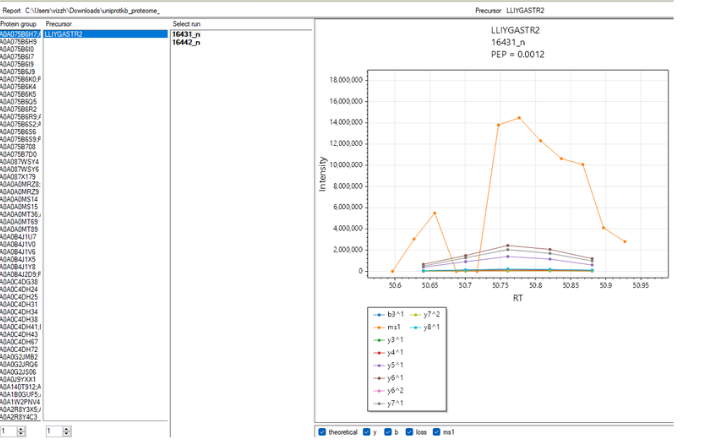 Report C:\Users\vizzh\Downloads\uniprotkb_proteome_
Precursor LLIYGASTR2
Protein group
Precursor
Select run
A0A075B6H7;A
A0A075B6H9
A0A075B6I0
A0A075B6I7
A0A075B6I9
A0A075B6J9
A0A075B6K0;F
A0A075B6K4
A0A075B6K5
A0A075B6Q5
A0A075B6R2
A0A075B6R9;A
A0A075B6S2;A
A0A075B6S6
A0A075B6S9;F
A0A075B708
A0A075B7D0
A0A087WSY4
A0A087WSY6
A0A087X179
A0A0A0MRZ8;
A0A0A0MRZ9
A0A0A0MS14
A0A0A0MS15
A0A0A0MT36;A
A0A0A0MT69
A0A0A0MT89
A0A0B4J1U7
A0A0B4J1V0
A0A0B4J1V6
A0A0B4J1X5
A0A0B4J1Y8
A0A0B4J2D9;F
A0A0C4DG38
A0A0C4DH24
A0A0C4DH25
A0A0C4DH31
A0A0C4DH34
A0A0C4DH38
A0A0C4DH41;I
A0A0C4DH43
A0A0C4DH67
A0A0C4DH72
A0A0G2JMB2
A0A0G2JRQ6
A0A0G2JS06
A0A0J9YXX1
A0A140T912;A
A0A1B0GUF5;A
A0A1W2PNV4
A0A2R8Y3X5;A
A0A2R8Y4C3
LLIYGASTR2
16431_n
16442_n
1
1
LLIYGASTR2
16431_n
PEP = 0.0012
18,000,000
16,000,000
14,000,000
12,000,000
10,000,000
8,000,000
6,000,000
4,000,000
2,000,000
0
Intensity
50.6 50.65 50.7 50.75 50.8 50.85 50.9 50.95
RT
b3^1 y7^2
ms1 y8^1
y3^1
y4^1
y5^1
y6^1
y6^2
y7^1
theoretical y b loss ms1